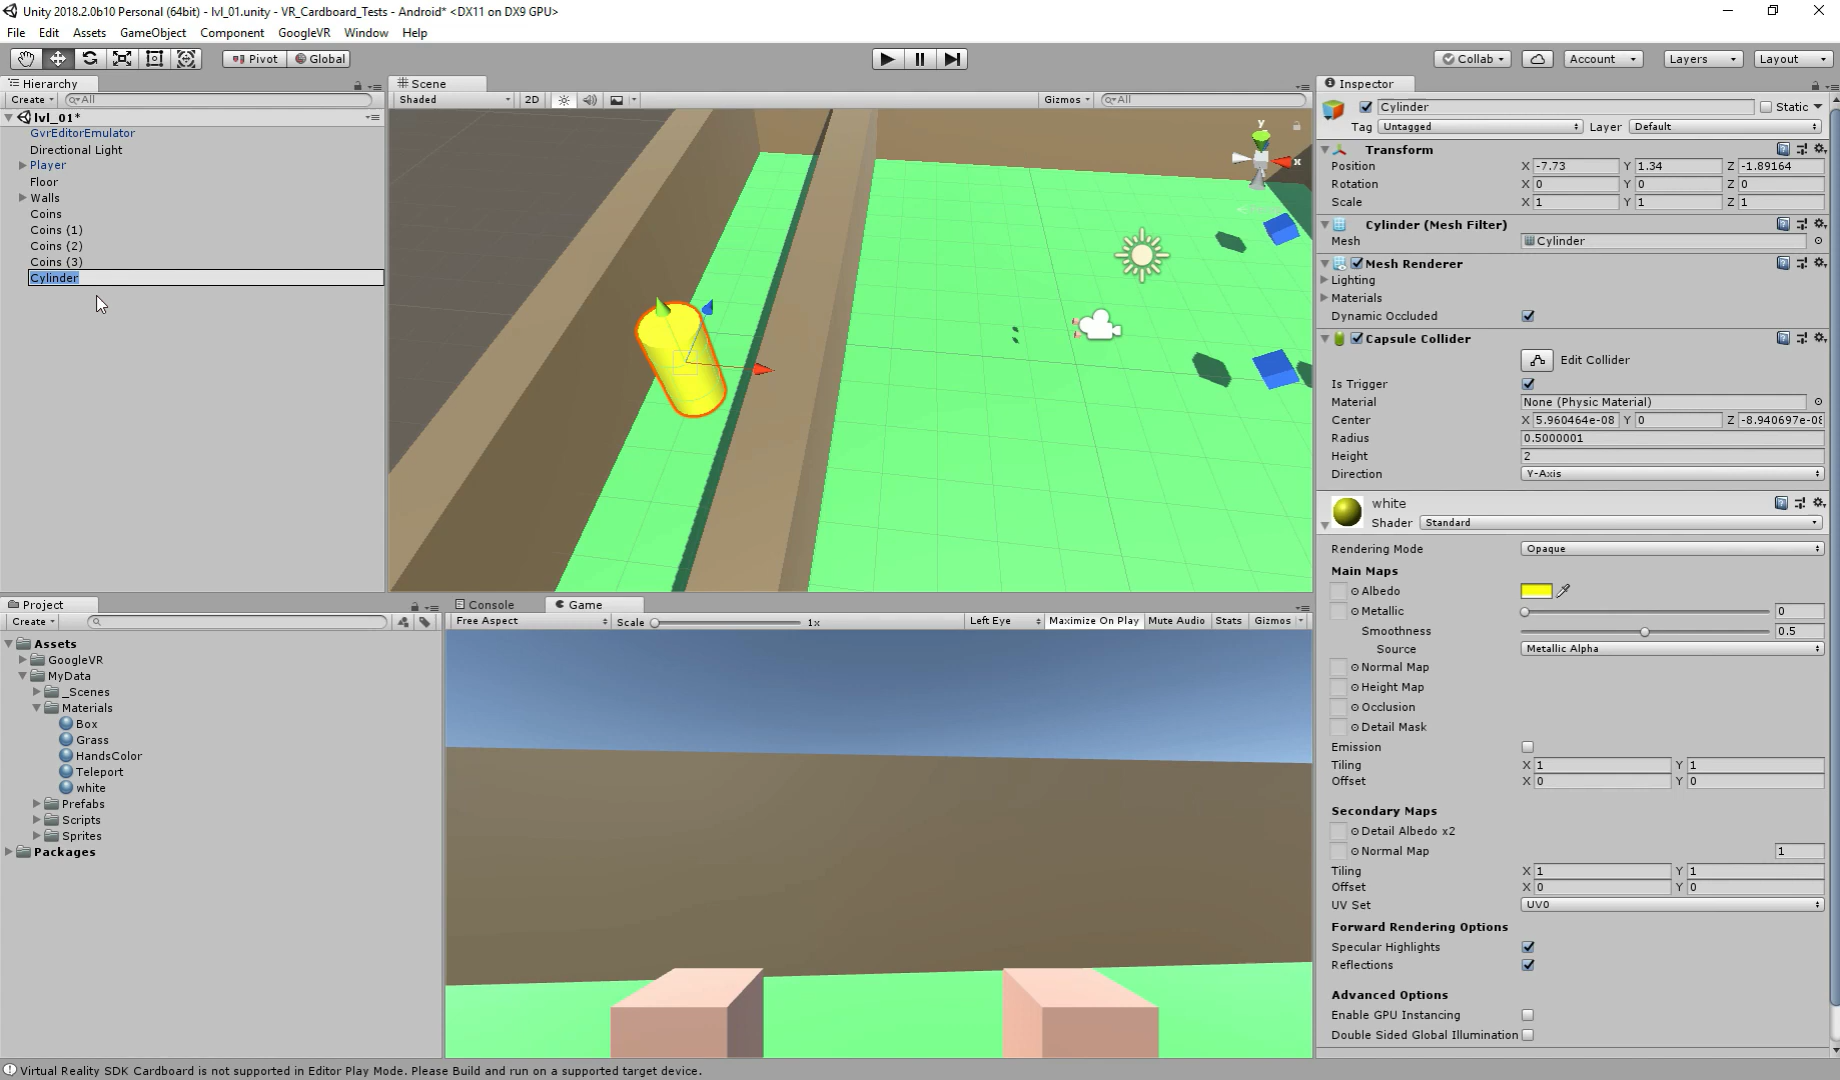 Unity 2018.2.0b10 Personal (64bit) - lvl_01.unity - VR_Cardboard_Tests - Android* <DX11 on DX9 GPU>
File Edit Assets GameObject Component GoogleVR Window Help
Pivot Global Collab Account Layers Layout
Hierarchy
Create All
lvl_01*
GvrEditorEmulator
Directional Light
Player
Floor
Walls
Coins
Coins (1)
Coins (2)
Coins (3)
Cylinder
Scene
Shaded 2D Gizmos All
y
x
Project
Create
Assets
GoogleVR
MyData
_Scenes
Materials
Box
Grass
HandsColor
Teleport
white
Prefabs
Scripts
Sprites
Packages
Console Game
Free Aspect Scale 1x Left Eye Maximize On Play Mute Audio Stats Gizmos
Inspector
Cylinder Static
Tag Untagged Layer Default
Transform
Position X -7.73 Y 1.34 Z -1.89164
Rotation X 0 Y 0 Z 0
Scale X 1 Y 1 Z 1
Cylinder (Mesh Filter)
Mesh Cylinder
Mesh Renderer
Lighting
Materials
Dynamic Occluded
Capsule Collider
Edit Collider
Is Trigger
Material None (Physic Material)
Center X 5.960464e-08 Y 0 Z -8.940697e-08
Radius 0.5000001
Height 2
Direction Y-Axis
white
Shader Standard
Rendering Mode Opaque
Main Maps
Albedo
Metallic 0
Smoothness 0.5
Source Metallic Alpha
Normal Map
Height Map
Occlusion
Detail Mask
Emission
Tiling X 1 Y 1
Offset X 0 Y 0
Secondary Maps
Detail Albedo x2
Normal Map 1
Tiling X 1 Y 1
Offset X 0 Y 0
UV Set UV0
Forward Rendering Options
Specular Highlights
Reflections
Advanced Options
Enable GPU Instancing
Double Sided Global Illumination
Virtual Reality SDK Cardboard is not supported in Editor Play Mode. Please Build and run on a supported target device.